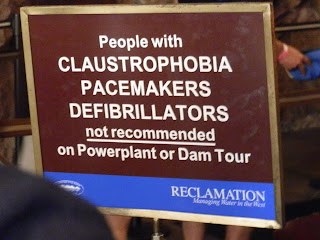 People with
CLAUSTROPHOBIA
PACEMAKERS
DEFIBRILLATORS
not recommended
on Powerplant or Dam Tour
RECLAMATION
Managing Water in the West